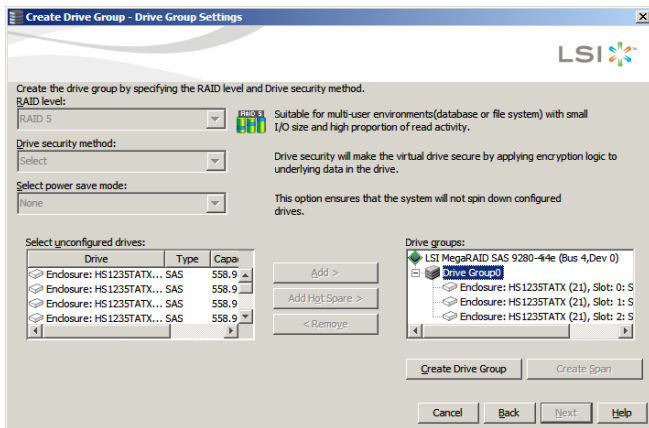 Create Drive Group - Drive Group Settings
LSI
Create the drive group by specifying the RAID level and Drive security method.
RAID level:
RAID 5
RAID 5
Suitable for multi-user environments(database or file system) with small
I/O size and high proportion of read activity.
Drive security method:
Select
Drive security will make the virtual drive secure by applying encryption logic to
underlying data in the drive.
Select power save mode:
None
This option ensures that the system will not spin down configured
drives.
Select unconfigured drives:
Drive Type Capa
Enclosure: HS1235TATX... SAS 558.9
Enclosure: HS1235TATX... SAS 558.9
Enclosure: HS1235TATX... SAS 558.9
Enclosure: HS1235TATX... SAS 558.9
Add >
Add Hot Spare >
< Remove
Drive groups:
LSI MegaRAID SAS 9280-4i4e (Bus 4,Dev 0)
Drive Group0
Enclosure: HS1235TATX (21), Slot: 0: S
Enclosure: HS1235TATX (21), Slot: 1: S
Enclosure: HS1235TATX (21), Slot: 2: S
Create Drive Group
Create Span
Cancel
Back
Next
Help